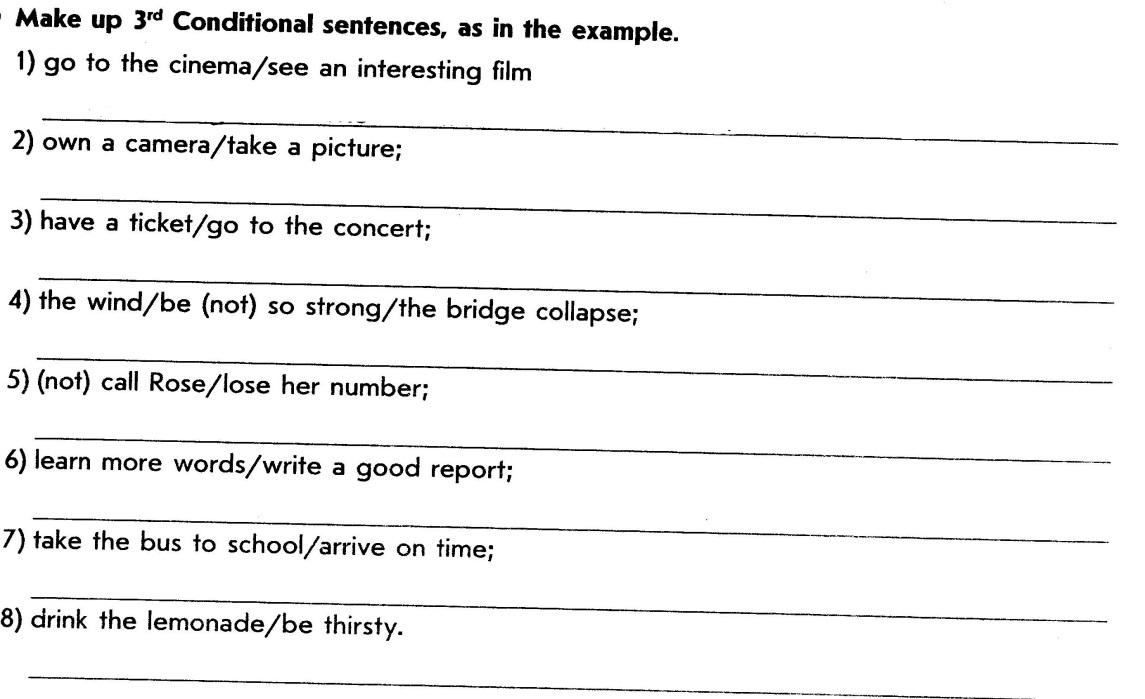 Make up 3rd Conditional sentences, as in the example.
1) go to the cinema/see an interesting film
2) own a camera/take a picture;
3) have a ticket/go to the concert;
4) the wind/be (not) so strong/the bridge collapse;
5) (not) call Rose/lose her number;
6) learn more words/write a good report;
7) take the bus to school/arrive on time;
8) drink the lemonade/be thirsty.